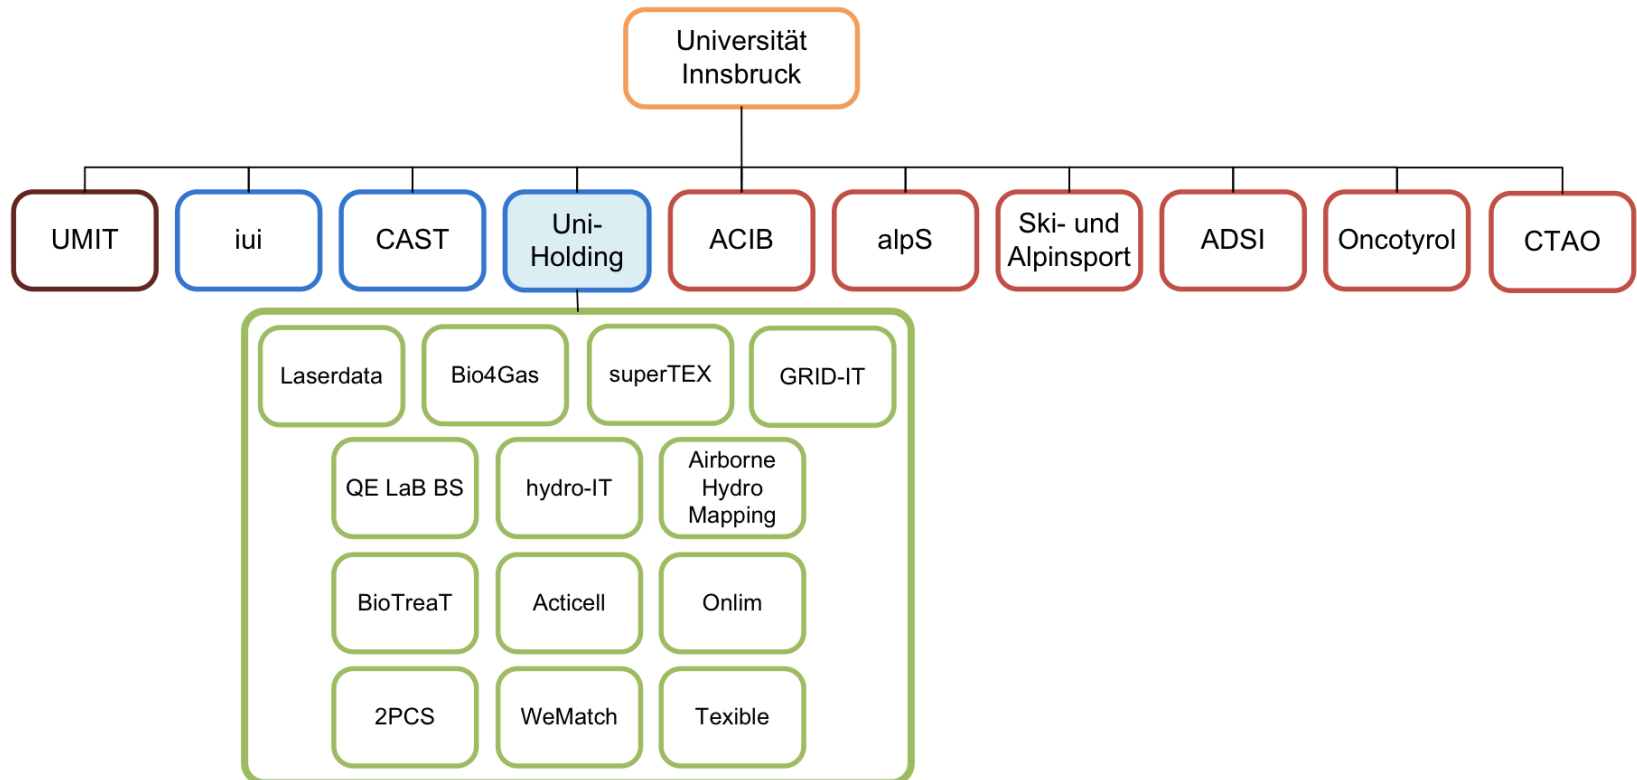 Universität
Innsbruck
UMIT
iui
CAST
Uni-
Holding
ACIB
alpS
Ski- und
Alpinsport
ADSI
Oncotyrol
CTAO
Laserdata
Bio4Gas
superTEX
GRID-IT
QE LaB BS
hydro-IT
Airborne
Hydro
Mapping
BioTreaT
Acticell
Onlim
2PCS
WeMatch
Texible